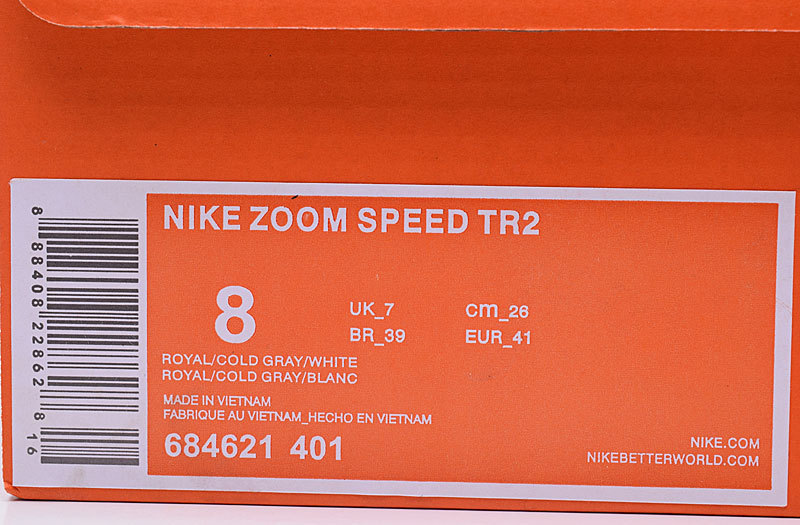 NIKE ZOOM SPEED TR2
8
UK_7 cm_26
BR_39 EUR_41
ROYAL/COLD GRAY/WHITE
ROYAL/COLD GRAY/BLANC
MADE IN VIETNAM
FABRIQUE AU VIETNAM_HECHO EN VIETNAM
684621 401
NIKE.COM
NIKEBETTERWORLD.COM
8 88408 22862 8 16